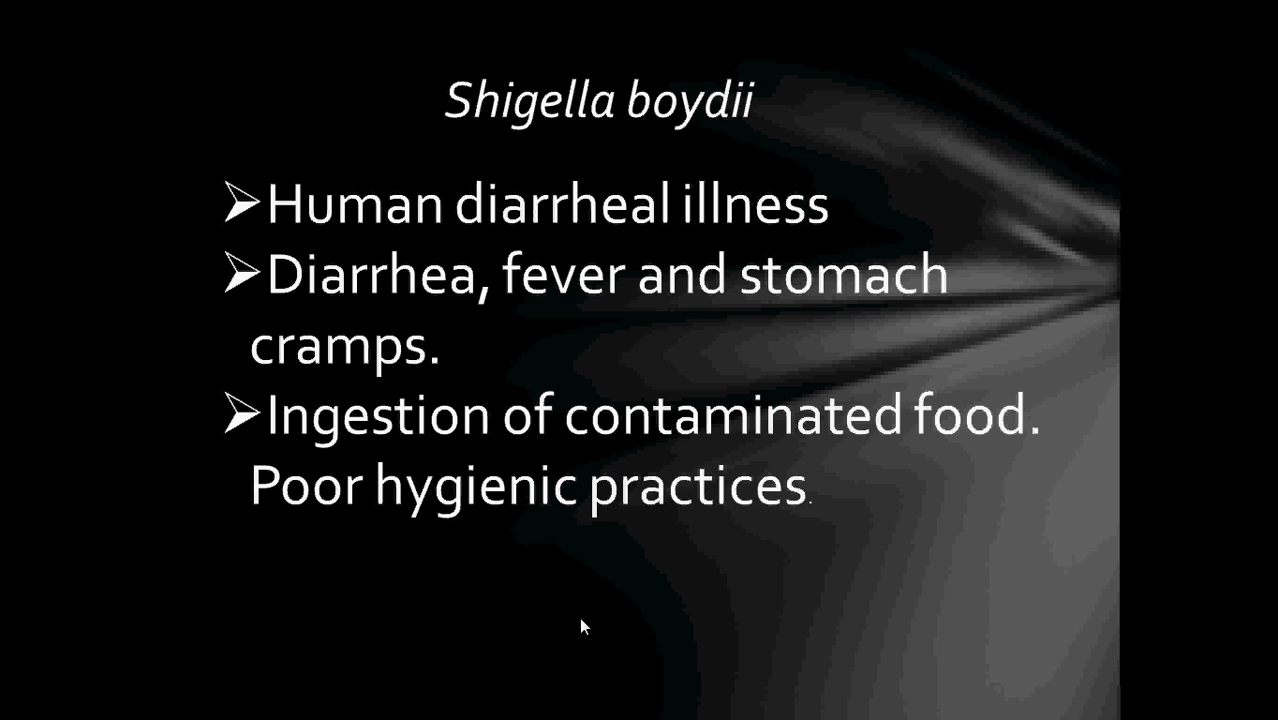 Shigella boydii
➢Human diarrheal illness
➢Diarrhea, fever and stomach
cramps.
➢Ingestion of contaminated food.
Poor hygienic practices.